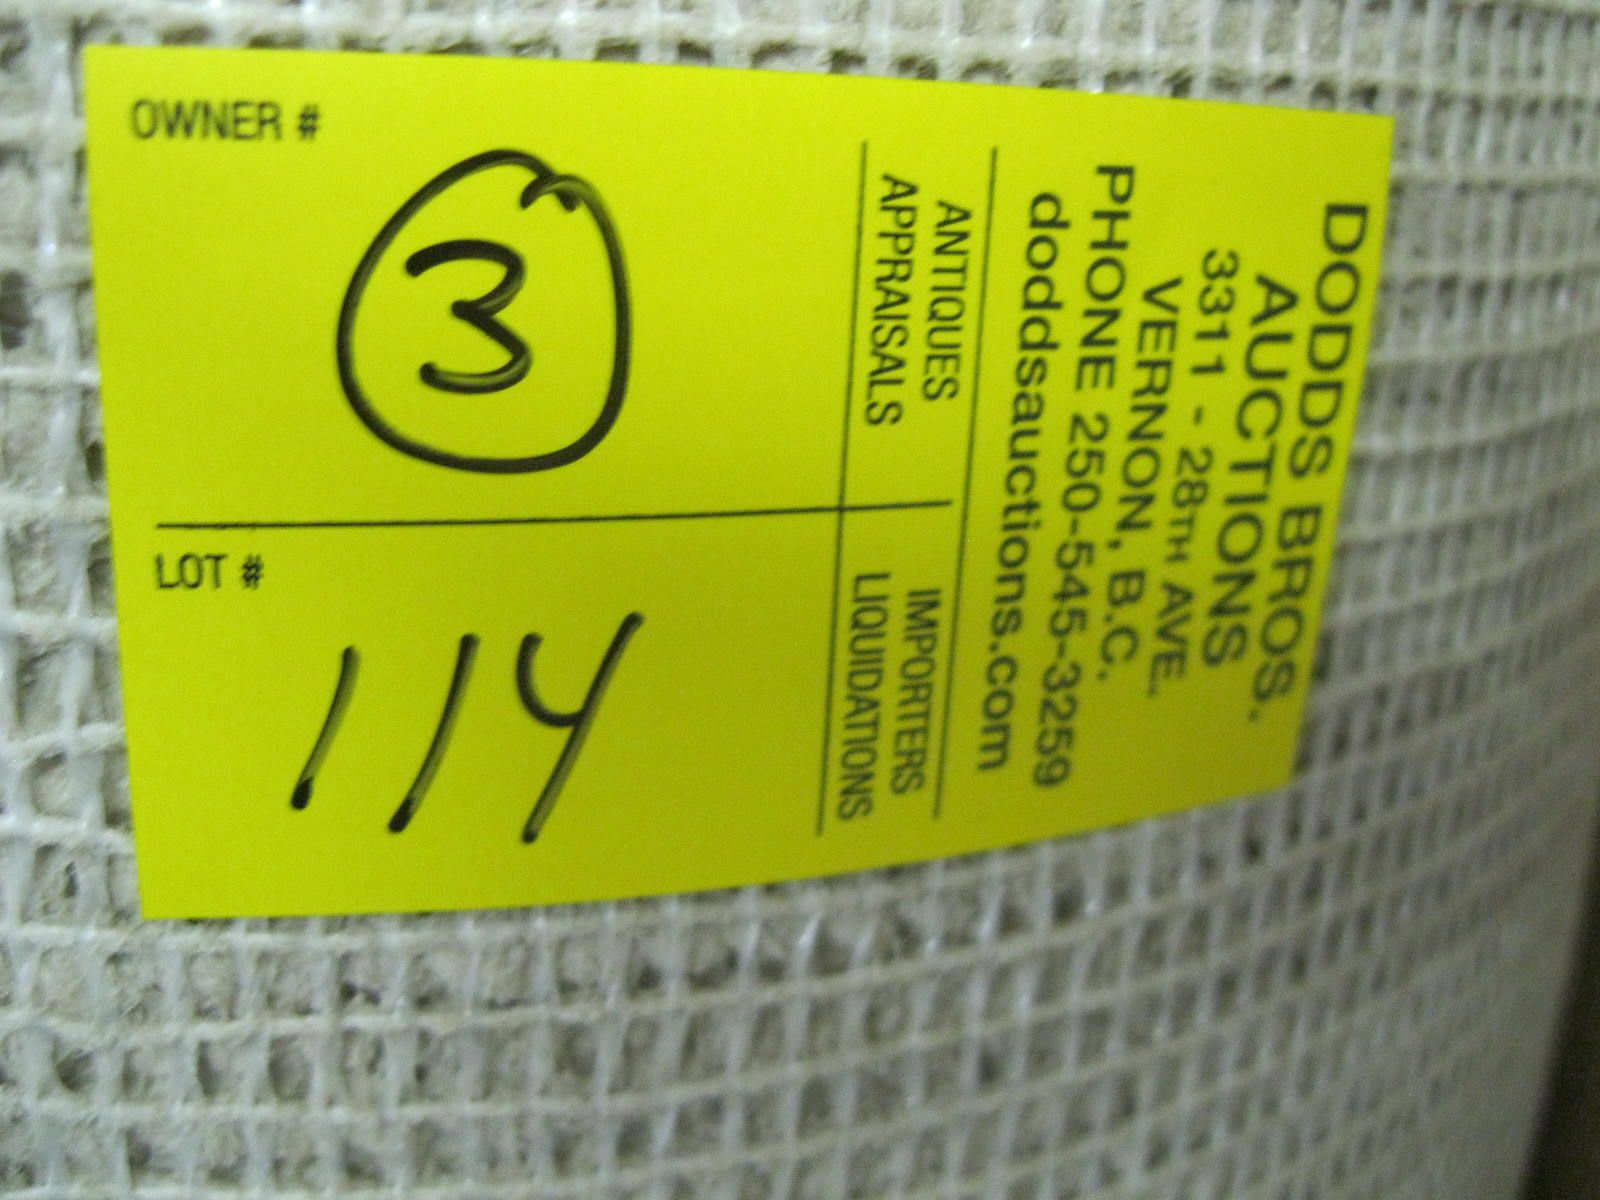 DODDS BROS.
AUCTIONS
3311 - 28TH AVE.
VERNON, B.C.
PHONE 250-545-3259
doddsauctions.com
ANTIQUES
APPRAISALS
IMPORTERS
LIQUIDATIONS
OWNER #
3
LOT #
114